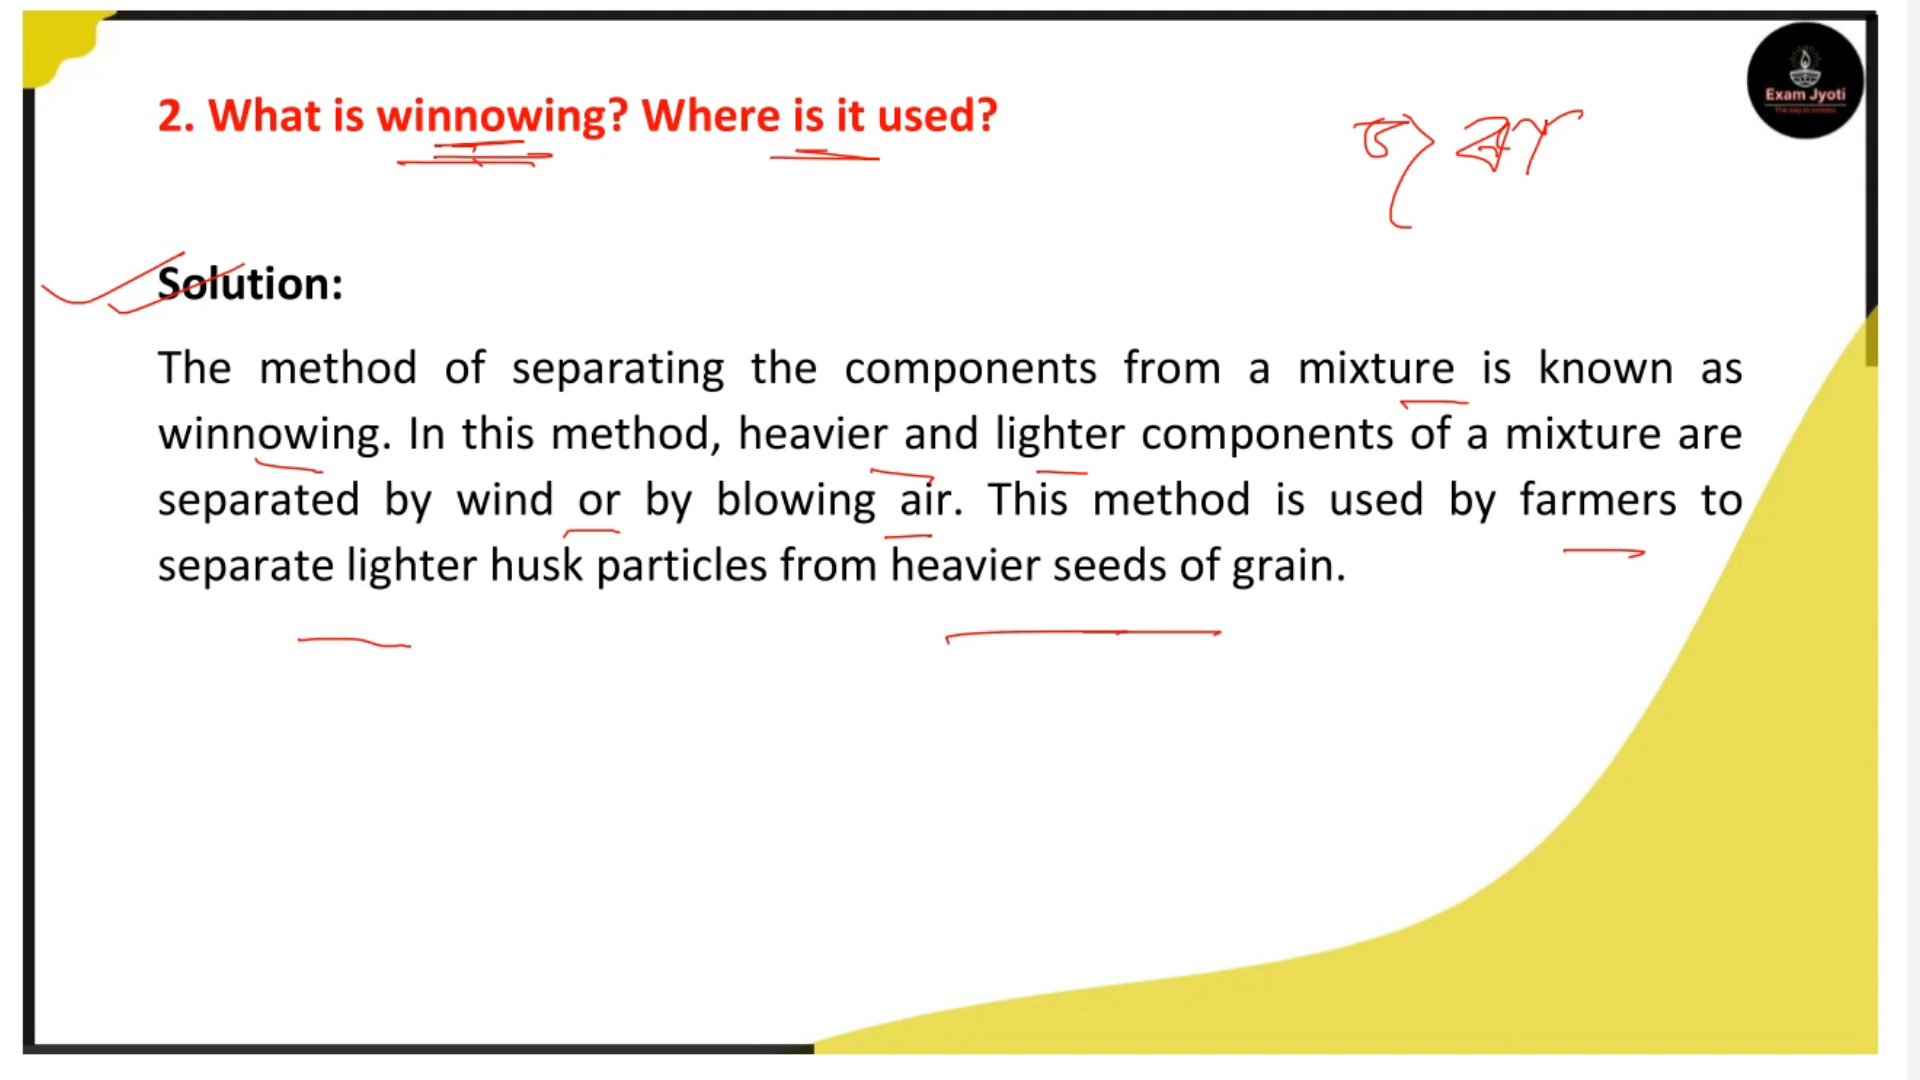 Exam Jyoti
2. What is winnowing? Where is it used?
Solution:
The method of separating the components from a mixture is known as
winnowing. In this method, heavier and lighter components of a mixture are
separated by wind or by blowing air. This method is used by farmers to
separate lighter husk particles from heavier seeds of grain.